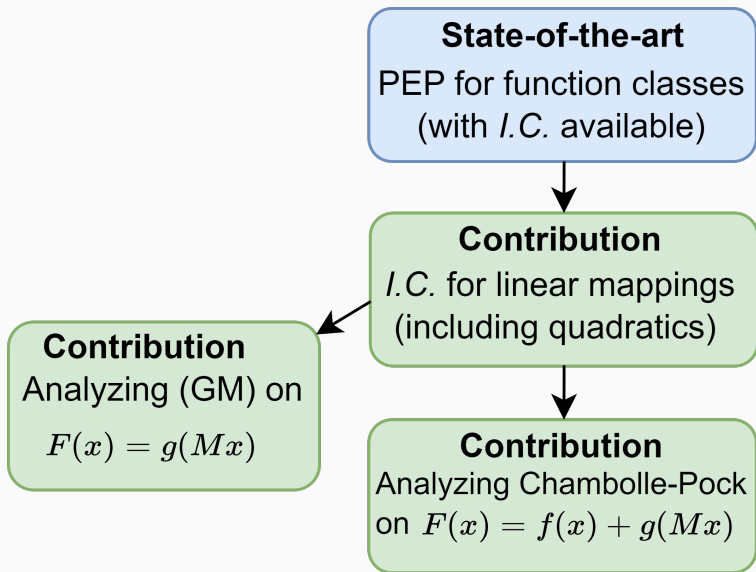 State-of-the-art
PEP for function classes
(with I.C. available)
Contribution
I.C. for linear mappings
(including quadratics)
Contribution
Analyzing (GM) on
F(x) = g(Mx)
Contribution
Analyzing Chambolle-Pock
on F(x) = f(x) + g(Mx)